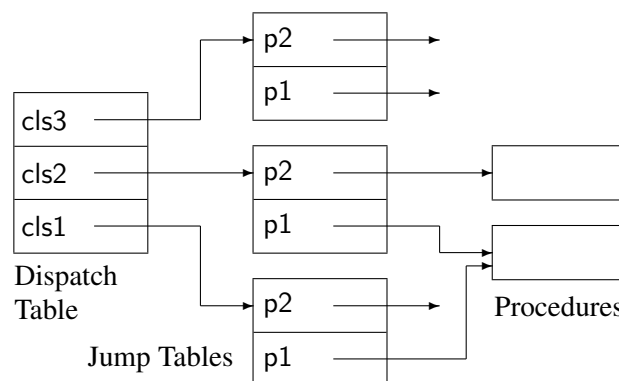 p2
p1
cls3
cls2
cls1
p2
p1
Dispatch
Table
p2
p1
Jump Tables
Procedures